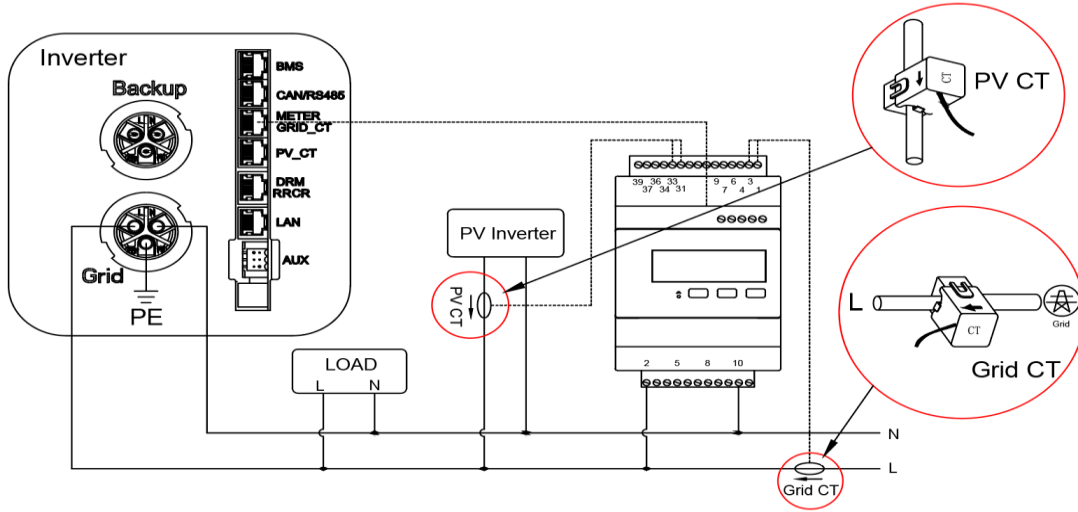 Inverter
Backup
L N
BMS
CAN/RS485
METER
GRID_CT
PV_CT
DRM
RRCR
LAN
AUX
L N
Grid
PE
LOAD
L N
PV Inverter
PV CT
39 36 33 9 6 3
37 34 31 7 4 1
2 5 8 10
N
L
Grid CT
CT
PV CT
L
CT
Grid
Grid CT